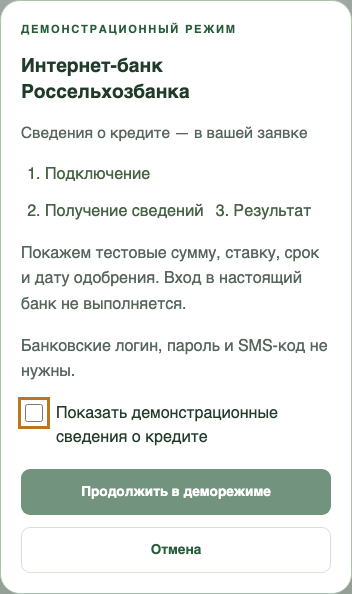 ДЕМОНСТРАЦИОННЫЙ РЕЖИМ
Интернет-банк
Россельхозбанка
Сведения о кредите — в вашей заявке
1. Подключение
2. Получение сведений 3. Результат
Покажем тестовые сумму, ставку, срок
и дату одобрения. Вход в настоящий
банк не выполняется.
Банковские логин, пароль и SMS-код не
нужны.
Показать демонстрационные
сведения о кредите
Продолжить в деморежиме
Отмена